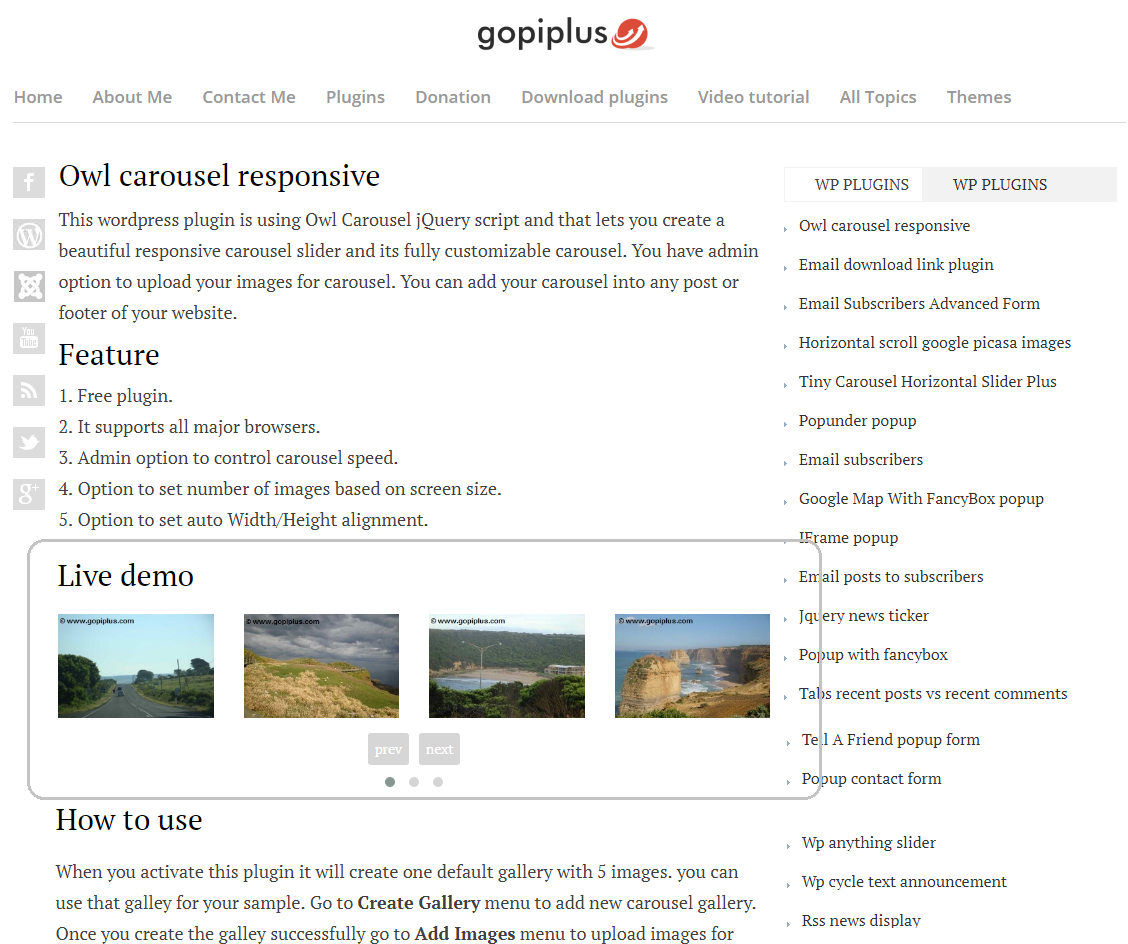 gopiplus
Home About Me Contact Me Plugins Donation Download plugins Video tutorial All Topics Themes
Owl carousel responsive
This wordpress plugin is using Owl Carousel jQuery script and that lets you create a
beautiful responsive carousel slider and its fully customizable carousel. You have admin
option to upload your images for carousel. You can add your carousel into any post or
footer of your website.
Feature
1. Free plugin.
2. It supports all major browsers.
3. Admin option to control carousel speed.
4. Option to set number of images based on screen size.
5. Option to set auto Width/Height alignment.
Live demo
© www.gopiplus.com © www.gopiplus.com © www.gopiplus.com © www.gopiplus.com
prev next
How to use
When you activate this plugin it will create one default gallery with 5 images. you can
use that galley for your sample. Go to Create Gallery menu to add new carousel gallery.
Once you create the galley successfully go to Add Images menu to upload images for
f
You
Tube
g+
WP PLUGINS WP PLUGINS
Owl carousel responsive
Email download link plugin
Email Subscribers Advanced Form
Horizontal scroll google picasa images
Tiny Carousel Horizontal Slider Plus
Popunder popup
Email subscribers
Google Map With FancyBox popup
IFrame popup
Email posts to subscribers
Jquery news ticker
Popup with fancybox
Tabs recent posts vs recent comments
Tell A Friend popup form
Popup contact form
Wp anything slider
Wp cycle text announcement
Rss news display